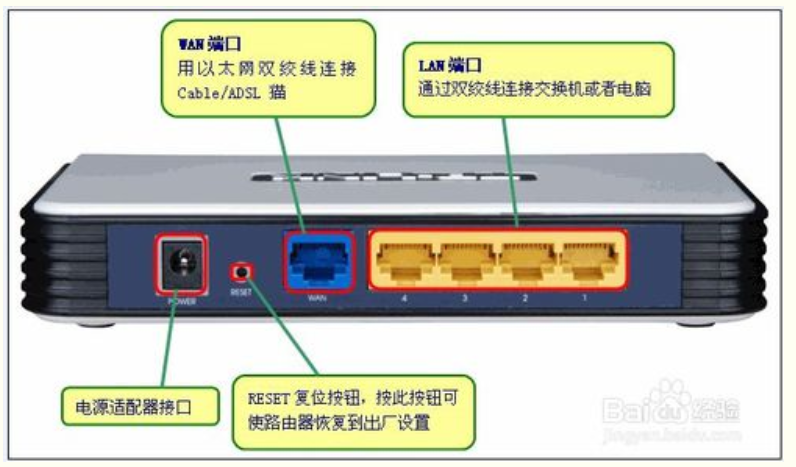 WAN 端口
用以太网双绞线连接
Cable/ADSL 猫
LAN 端口
通过双绞线连接交换机或者电脑
POWER
RESET
WAN
4
3
2
1
电源适配器接口
RESET 复位按钮，按此按钮可
使路由器恢复到出厂设置
Baidu 经验
jingyan.baidu.com